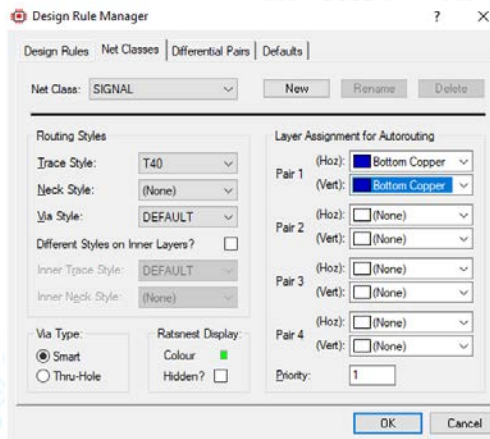 Design Rule Manager ? ×
Design Rules Net Classes Differential Pairs Defaults
Net Class: SIGNAL New Rename Delete
Routing Styles
Trace Style: T40
Neck Style: (None)
Via Style: DEFAULT
Different Styles on Inner Layers?
Inner Trace Style: DEFAULT
Inner Neck Style: (None)
Via Type:
Smart
Thru-Hole
Ratsnest Display:
Colour
Hidden?
Layer Assignment for Autorouting
Pair 1 (Hoz): Bottom Copper
(Vert): Bottom Copper
Pair 2 (Hoz): (None)
(Vert): (None)
Pair 3 (Hoz): (None)
(Vert): (None)
Pair 4 (Hoz): (None)
(Vert): (None)
Priority: 1
OK Cancel